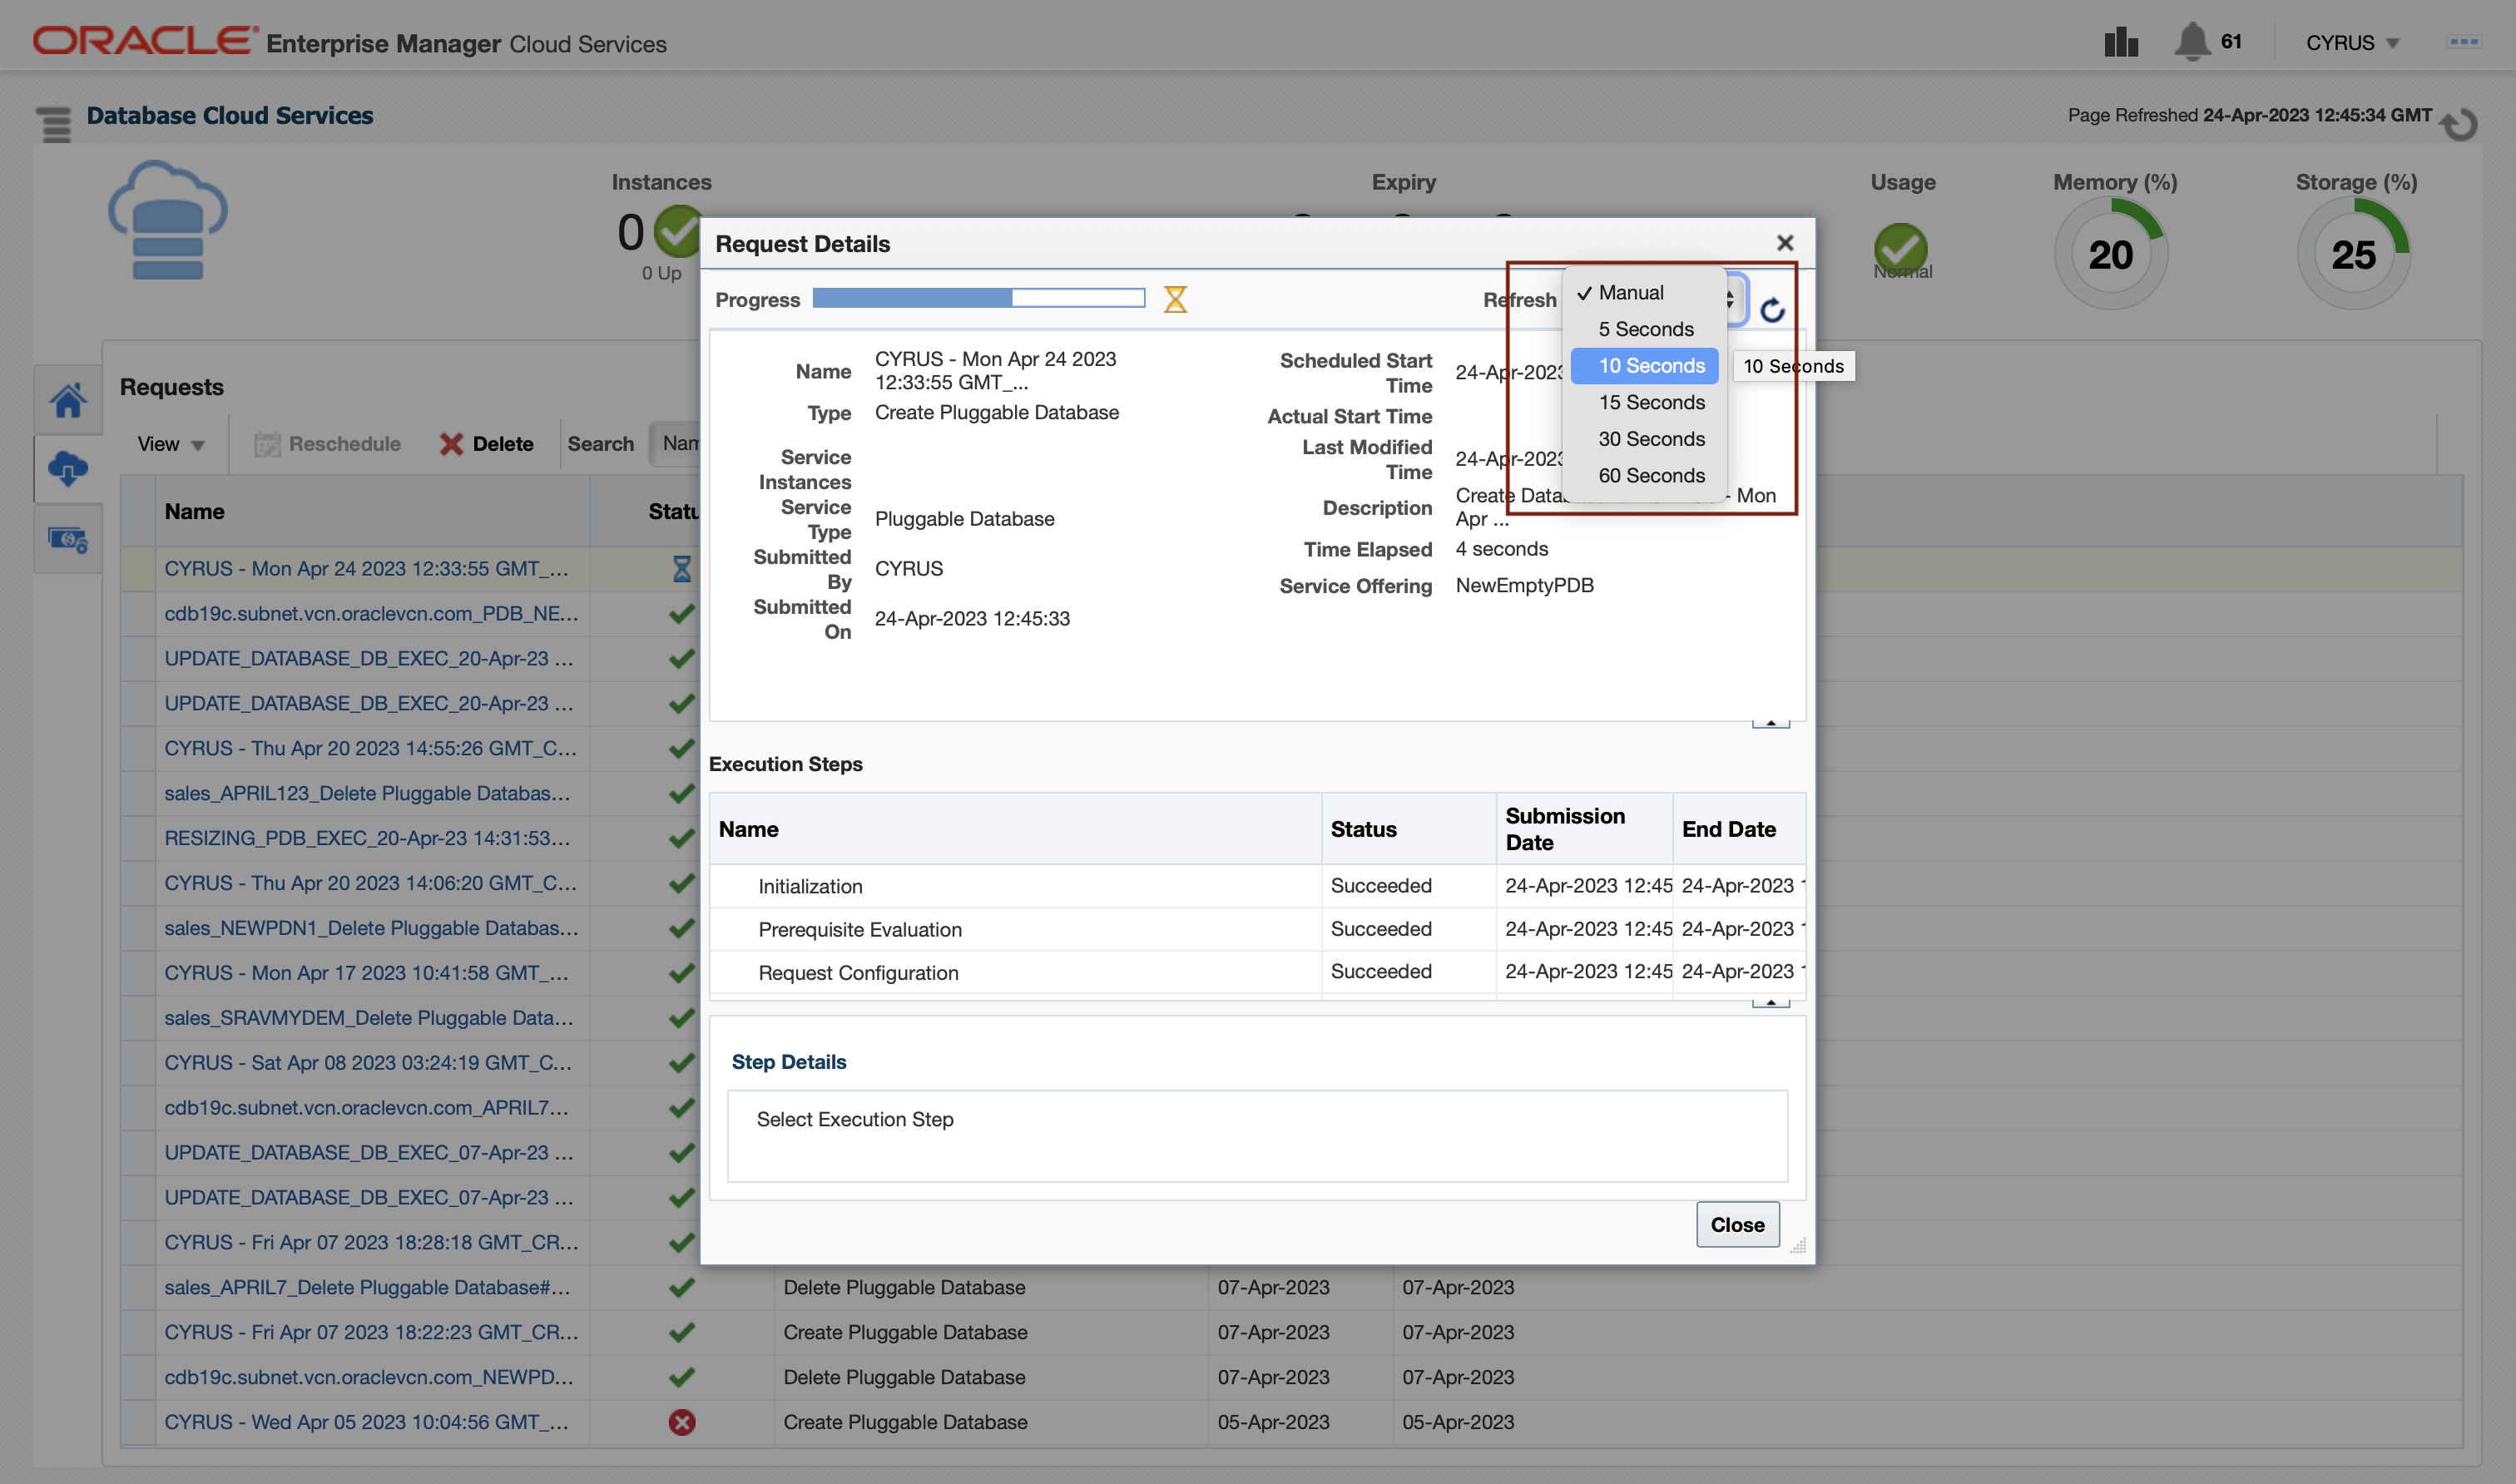 ORACLE Enterprise Manager Cloud Services
61
CYRUS
Database Cloud Services
Page Refreshed 24-Apr-2023 12:45:34 GMT
Instances
Expiry
Usage
Memory (%)
Storage (%)
0
0 Up
Normal
20
25
Requests
View
Reschedule
Delete
Search
Nam
Name
Statu
CYRUS - Mon Apr 24 2023 12:33:55 GMT_...
cdb19c.subnet.vcn.oraclevcn.com_PDB_NE...
UPDATE_DATABASE_DB_EXEC_20-Apr-23 ...
UPDATE_DATABASE_DB_EXEC_20-Apr-23 ...
CYRUS - Thu Apr 20 2023 14:55:26 GMT_C...
sales_APRIL123_Delete Pluggable Databas...
RESIZING_PDB_EXEC_20-Apr-23 14:31:53...
CYRUS - Thu Apr 20 2023 14:06:20 GMT_C...
sales_NEWPDN1_Delete Pluggable Databas...
CYRUS - Mon Apr 17 2023 10:41:58 GMT_...
sales_SRAVMYDEM_Delete Pluggable Data...
CYRUS - Sat Apr 08 2023 03:24:19 GMT_C...
cdb19c.subnet.vcn.oraclevcn.com_APRIL7...
UPDATE_DATABASE_DB_EXEC_07-Apr-23 ...
UPDATE_DATABASE_DB_EXEC_07-Apr-23 ...
CYRUS - Fri Apr 07 2023 18:28:18 GMT_CR...
sales_APRIL7_Delete Pluggable Database#... Delete Pluggable Database 07-Apr-2023 07-Apr-2023
CYRUS - Fri Apr 07 2023 18:22:23 GMT_CR... Create Pluggable Database 07-Apr-2023 07-Apr-2023
cdb19c.subnet.vcn.oraclevcn.com_NEWPD... Delete Pluggable Database 07-Apr-2023 07-Apr-2023
CYRUS - Wed Apr 05 2023 10:04:56 GMT_... Create Pluggable Database 05-Apr-2023 05-Apr-2023
Request Details
Progress
Refresh
Manual
5 Seconds
10 Seconds
10 Seconds
15 Seconds
30 Seconds
60 Seconds
Name
CYRUS - Mon Apr 24 2023
12:33:55 GMT_...
Type
Create Pluggable Database
Service
Instances
Service
Type
Pluggable Database
Submitted
By
CYRUS
Submitted
On
24-Apr-2023 12:45:33
Scheduled Start
Time
24-Apr-2023
Actual Start Time
Last Modified
Time
24-Apr-2023
Description
Create Data - Mon
Apr ...
Time Elapsed
4 seconds
Service Offering
NewEmptyPDB
Execution Steps
Name
Status
Submission
Date
End Date
Initialization Succeeded 24-Apr-2023 12:45 24-Apr-2023 1
Prerequisite Evaluation Succeeded 24-Apr-2023 12:45 24-Apr-2023 1
Request Configuration Succeeded 24-Apr-2023 12:45 24-Apr-2023 1
Step Details
Select Execution Step
Close